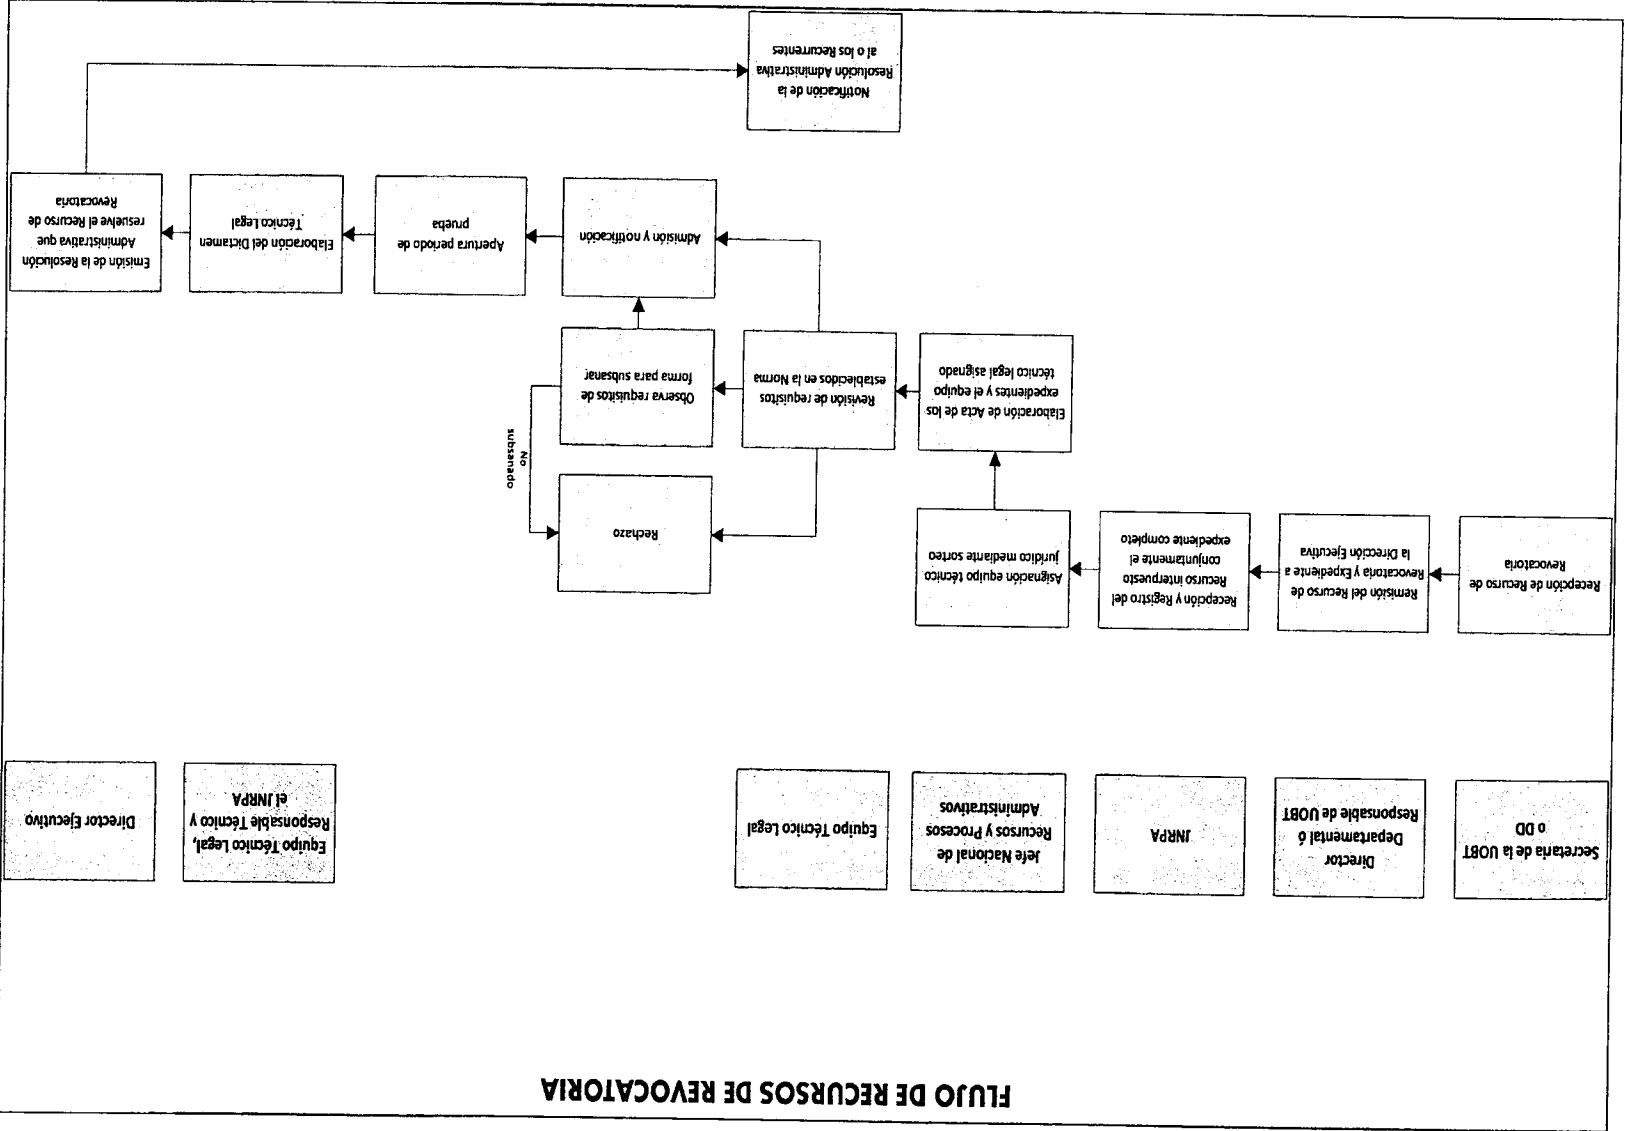 FLUJO DE RECURSOS DE REVOCATORIA
Secretaria de la UOBT
o DD
Director
Departamental ó
Responsable de UOBT
JNRPA
Jefe Nacional de
Recursos y Procesos
Administrativos
Equipo Técnico Legal
Equipo Técnico Legal,
Responsable Técnico y
el JNRPA
Director Ejecutivo
Recepción de Recurso de
Revocatoria
Remisión del Recurso de
Revocatoria y Expediente a
la Dirección Ejecutiva
Recepción y Registro del
Recurso interpuesto
conjuntamente el
expediente completo
Asignación equipo técnico
jurídico mediante sorteo
Rechazo
No
subsanado
Elaboración de Acta de los
expedientes y el equipo
técnico legal asignado
Revisión de requisitos
establecidos en la Norma
Observa requisitos de
forma para subsanar
Admisión y notificación
Apertura periodo de
prueba
Elaboración del Dictamen
Técnico Legal
Emisión de la Resolución
Administrativa que
resuelve el Recurso de
Revocatoria
Notificación de la
Resolución Administrativa
al o los Recurrentes